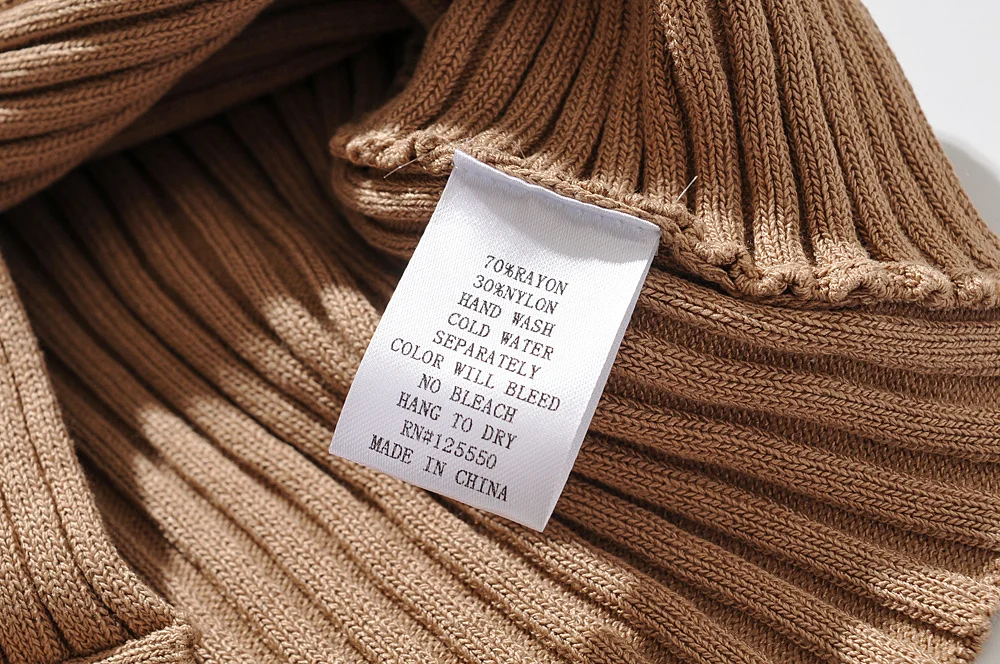 70%RAYON
30%NYLON
HAND WASH
COLD WATER
SEPARATELY
COLOR WILL BLEED
NO BLEACH
HANG TO DRY
RN#125550
MADE IN CHINA